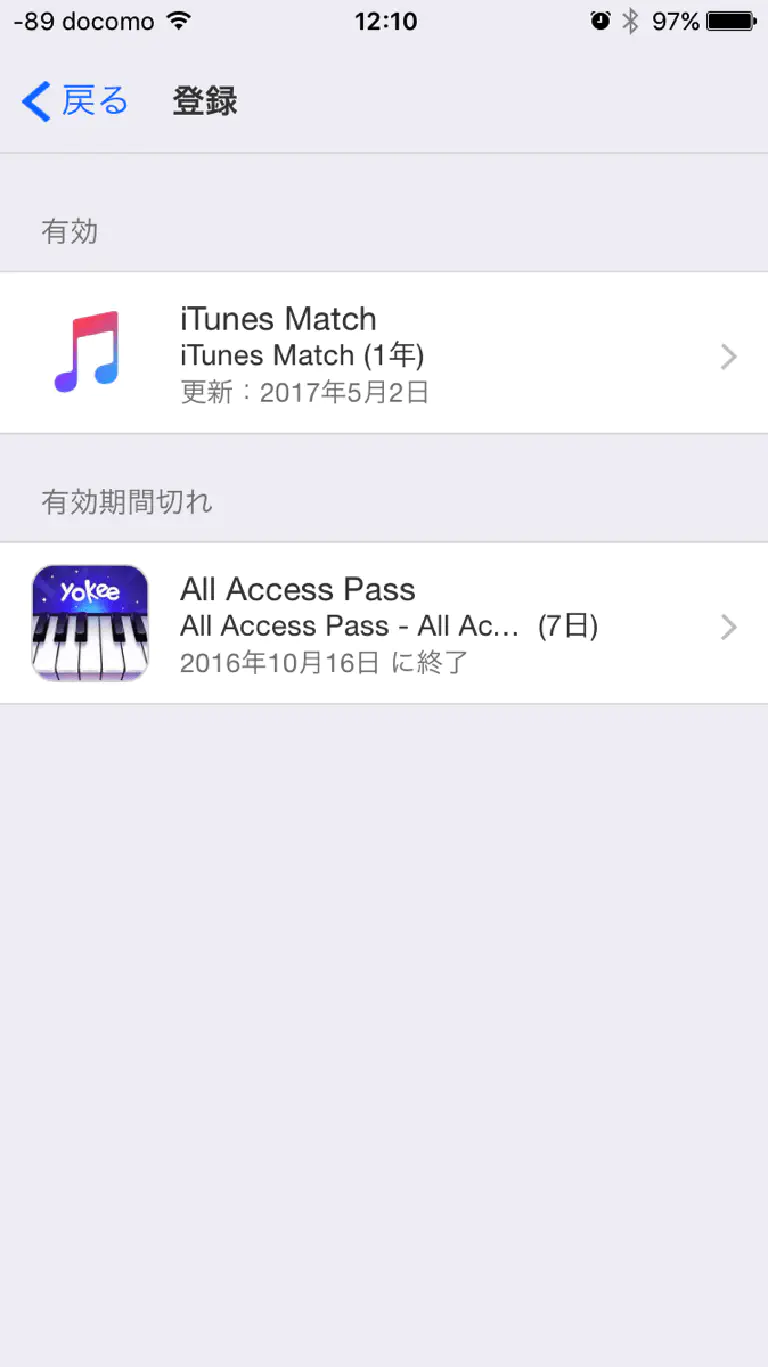 -89 docomo 12:10 97%
戻る 登録
有効
iTunes Match
iTunes Match (1年)
更新：2017年5月2日
有効期間切れ
Yokee
All Access Pass
All Access Pass - All Ac... (7日)
2016年10月16日 に終了